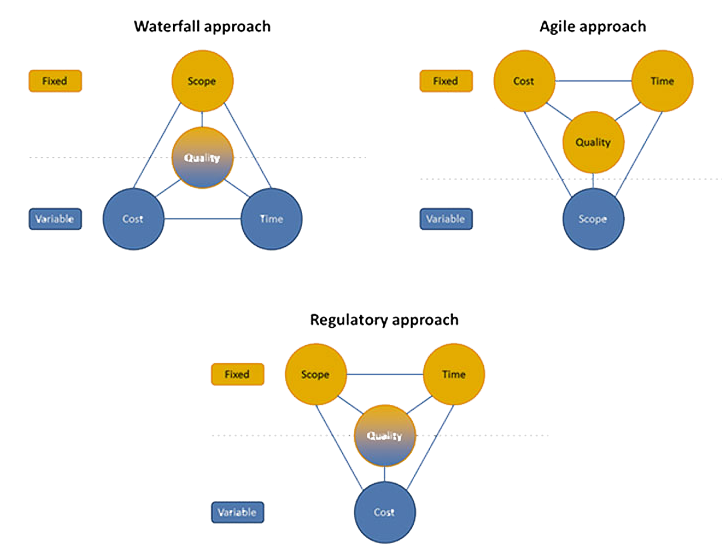 Waterfall approach
Agile approach
Fixed
Scope
Fixed
Cost
Time
Quality
Quality
Variable
Cost
Time
Variable
Scope
Regulatory approach
Fixed
Scope
Time
Quality
Variable
Cost